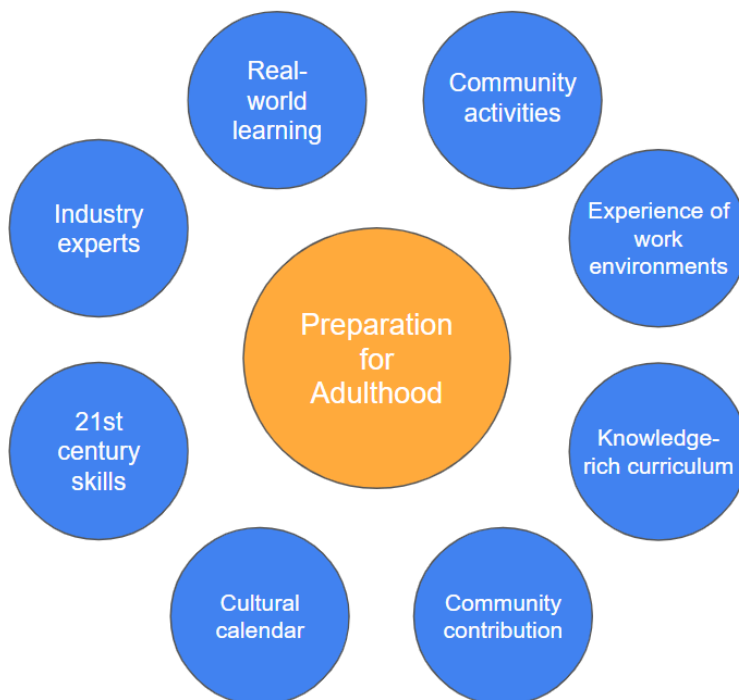 Real-
world
learning
Community
activities
Industry
experts
Experience of
work
environments
Preparation
for
Adulthood
21st
century
skills
Knowledge-
rich curriculum
Cultural
calendar
Community
contribution